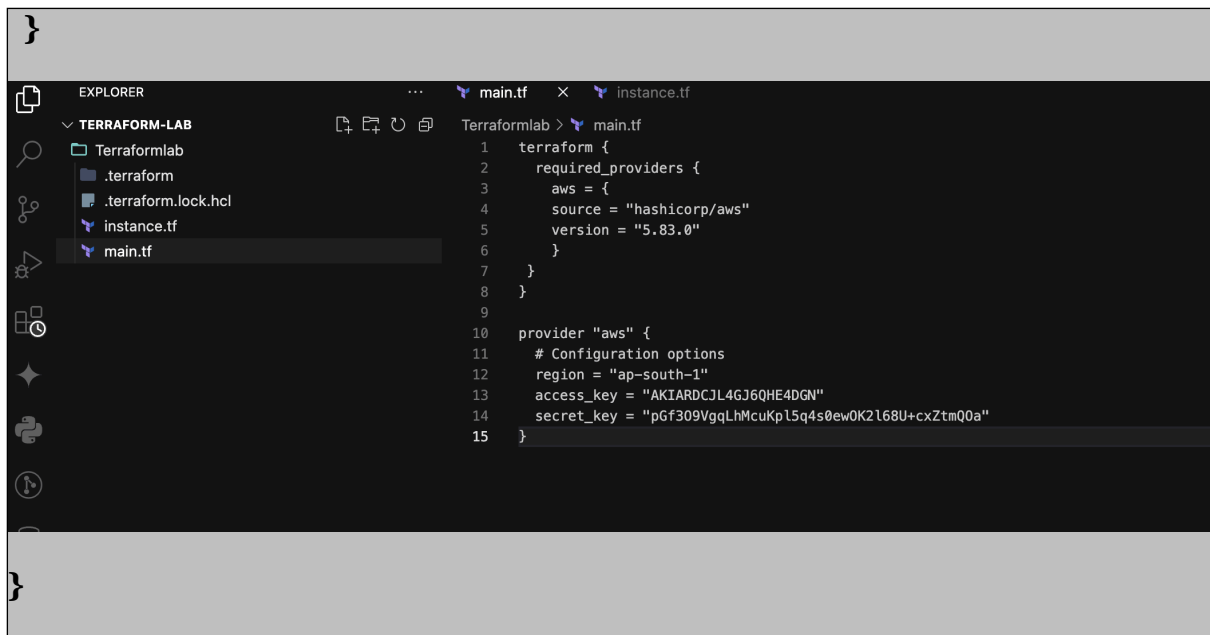 }
EXPLORER
···
main.tf
instance.tf
TERRAFORM-LAB
Terraformlab > main.tf
Terraformlab
.terraform
.terraform.lock.hcl
instance.tf
main.tf
1 terraform {
2 required_providers {
3 aws = {
4 source = "hashicorp/aws"
5 version = "5.83.0"
6 }
7 }
8 }
9
10 provider "aws" {
11 # Configuration options
12 region = "ap-south-1"
13 access_key = "AKIARDCJL4GJ6QHE4DGN"
14 secret_key = "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"
15 }
}